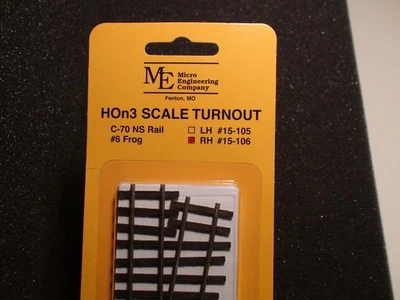 ME Micro
Engineering
Company
Fenton, MO
HOn3 SCALE TURNOUT
C-70 NS Rail LH #15-105
#6 Frog RH #15-106